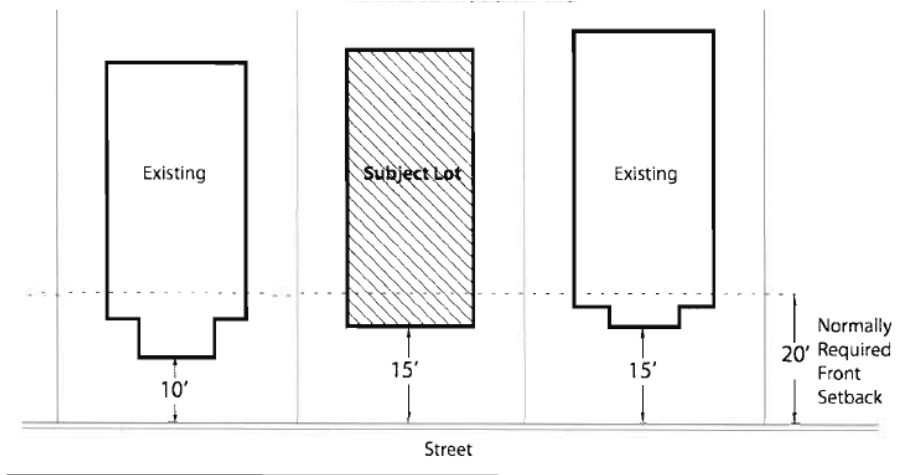 Existing
Subject Lot
Existing
10'
15'
15'
20'
Normally
Required
Front
Setback
Street